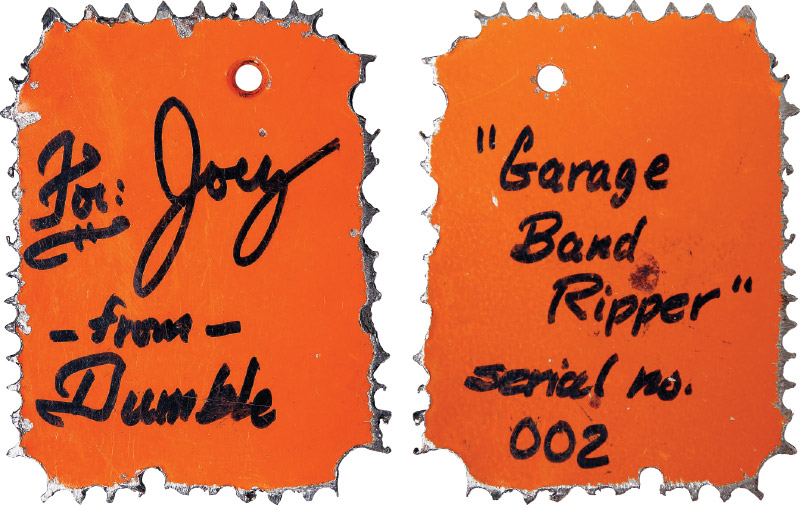 For: Joey
-from-
Dumble
"Garage
Band
Ripper"
serial no.
002